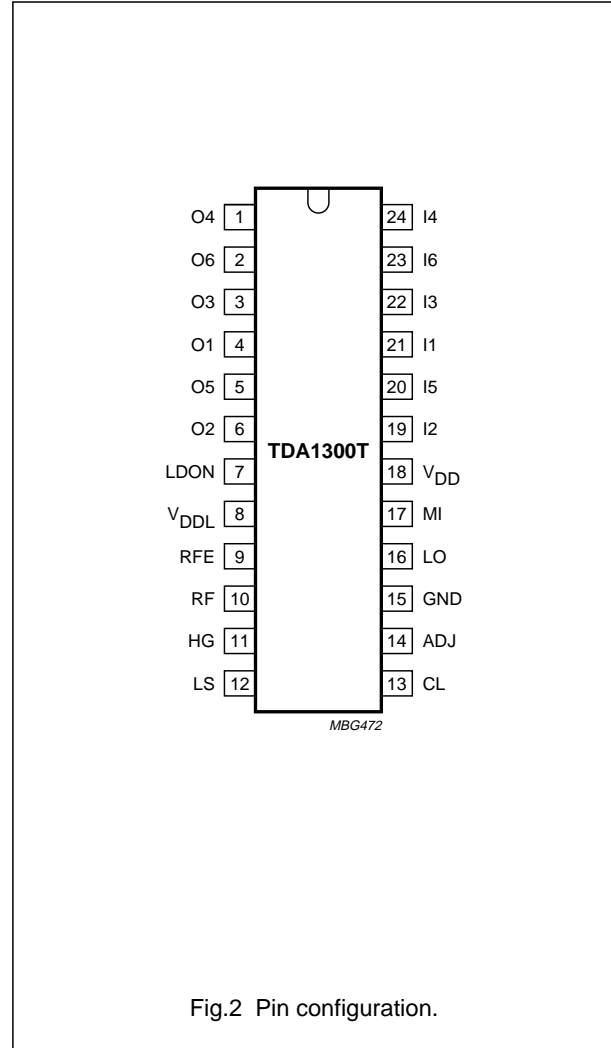 O4 1 24 I4
O6 2 23 I6
O3 3 22 I3
O1 4 21 I1
O5 5 20 I5
O2 6 19 I2
TDA1300T
LDON 7 18 VDD
VDDL 8 17 MI
RFE 9 16 LO
RF 10 15 GND
HG 11 14 ADJ
LS 12 13 CL
MBG472
Fig.2 Pin configuration.